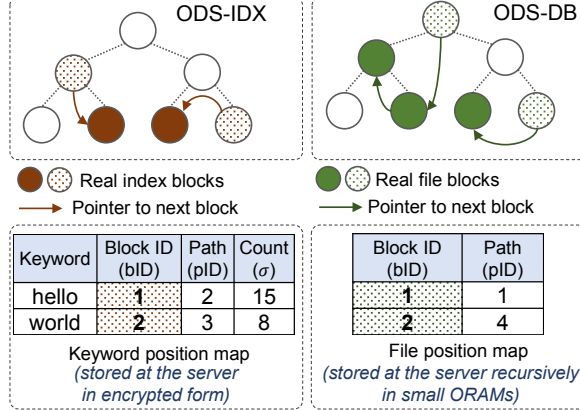 ODS-IDX
ODS-DB
Real index blocks
Pointer to next block
Real file blocks
Pointer to next block
Keyword Block ID (bID) Path (pID) Count (σ)
hello 1 2 15
world 2 3 8
Keyword position map
(stored at the server
in encrypted form)
Block ID (bID) Path (pID)
1 1
2 4
File position map
(stored at the server recursively
in small ORAMs)